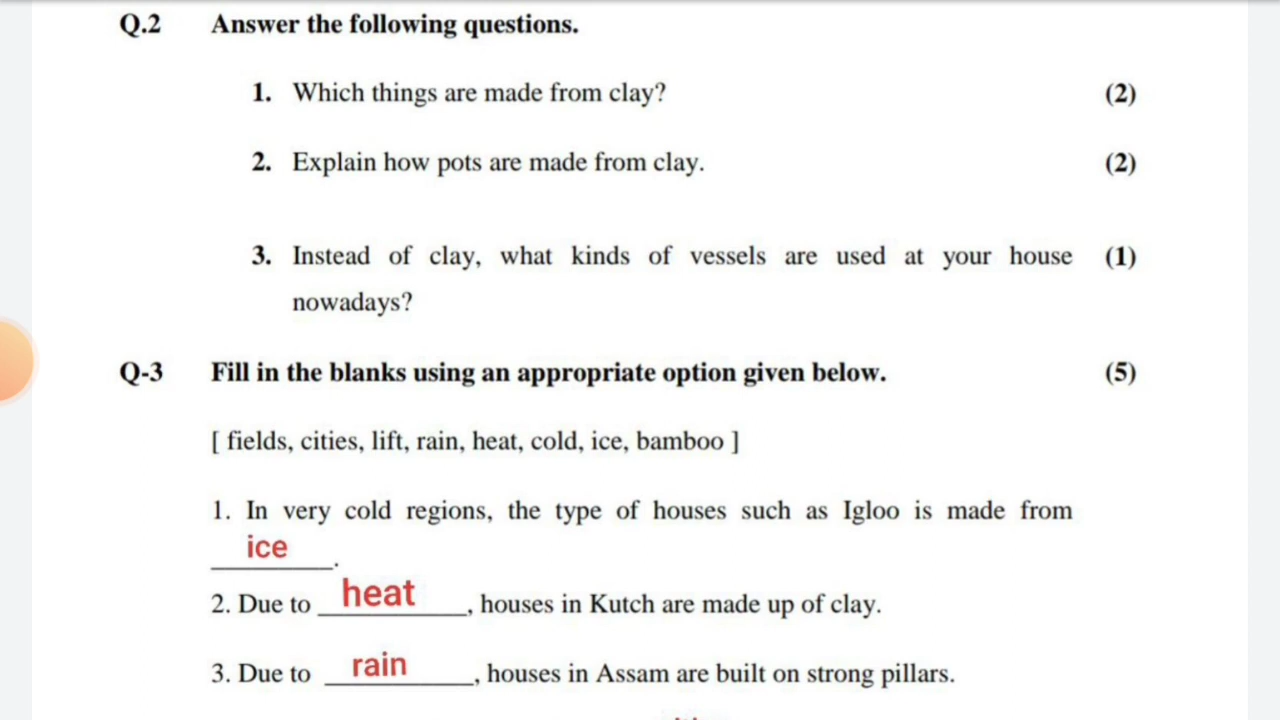 Q.2 Answer the following questions.
1. Which things are made from clay? (2)
2. Explain how pots are made from clay. (2)
3. Instead of clay, what kinds of vessels are used at your house (1)
nowadays?
Q-3 Fill in the blanks using an appropriate option given below. (5)
[ fields, cities, lift, rain, heat, cold, ice, bamboo ]
1. In very cold regions, the type of houses such as Igloo is made from
ice.
2. Due to heat, houses in Kutch are made up of clay.
3. Due to rain, houses in Assam are built on strong pillars.